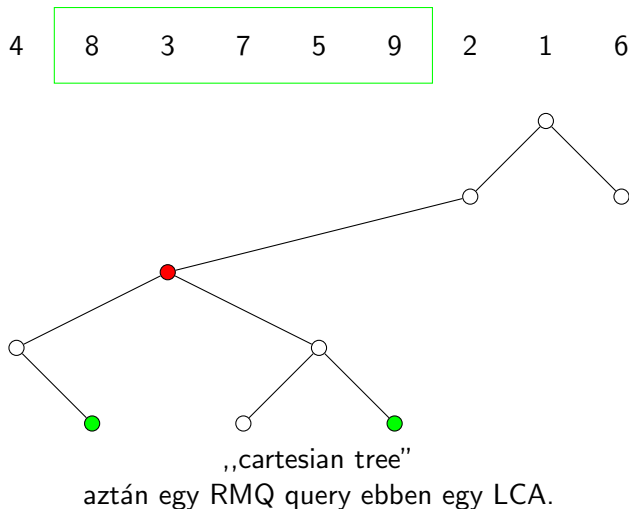 4 8 3 7 5 9 2 1 6
,,cartesian tree”
aztán egy RMQ query ebben egy LCA.